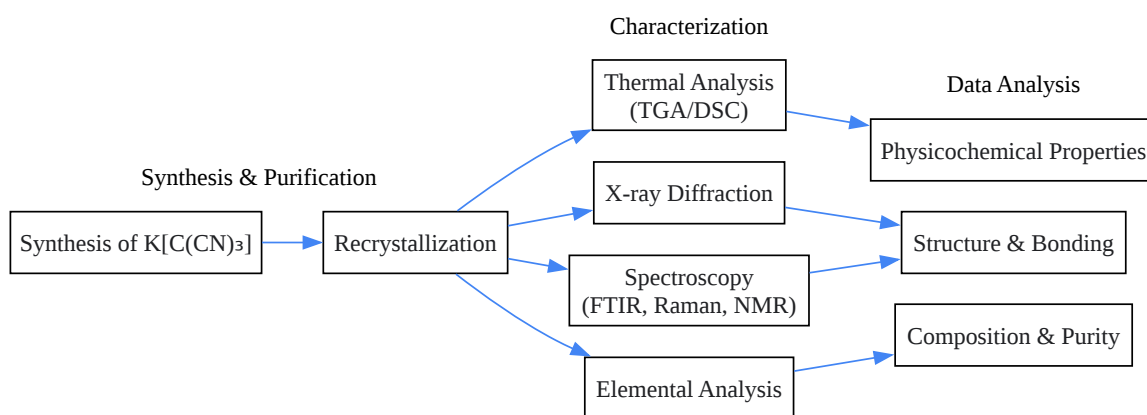 Characterization
Thermal Analysis
(TGA/DSC)
Data Analysis
Physicochemical Properties
Synthesis & Purification
X-ray Diffraction
Synthesis of K[C(CN)₃]
Recrystallization
Structure & Bonding
Spectroscopy
(FTIR, Raman, NMR)
Composition & Purity
Elemental Analysis